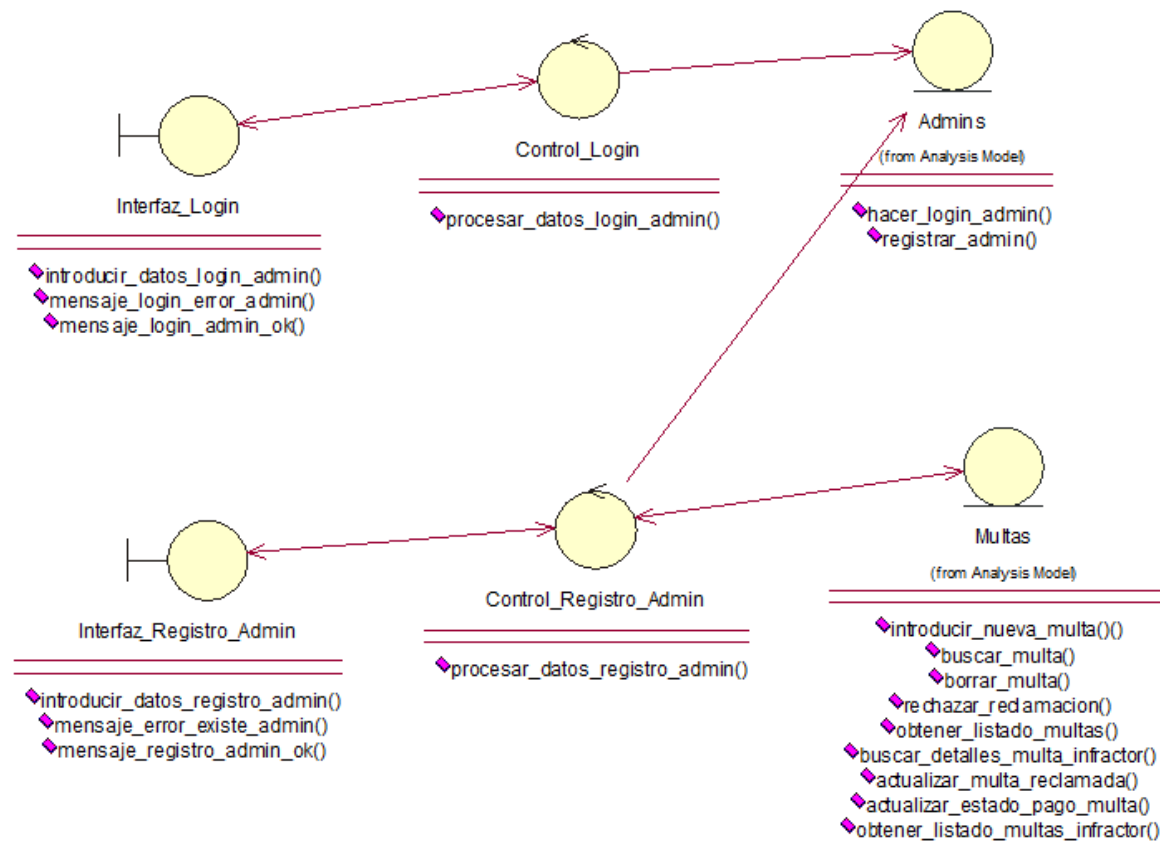 Interfaz_Login
introducir_datos_login_admin()
mensaje_login_error_admin()
mensaje_login_admin_ok()
Control_Login
procesar_datos_login_admin()
Admins
(from Analysis Model)
hacer_login_admin()
registrar_admin()
Interfaz_Registro_Admin
introducir_datos_registro_admin()
mensaje_error_existe_admin()
mensaje_registro_admin_ok()
Control_Registro_Admin
procesar_datos_registro_admin()
Multas
(from Analysis Model)
introducir_nueva_multa()()
buscar_multa()
borrar_multa()
rechazar_reclamacion()
obtener_listado_multas()
buscar_detalles_multa_infractor()
actualizar_multa_reclamada()
actualizar_estado_pago_multa()
obtener_listado_multas_infractor()